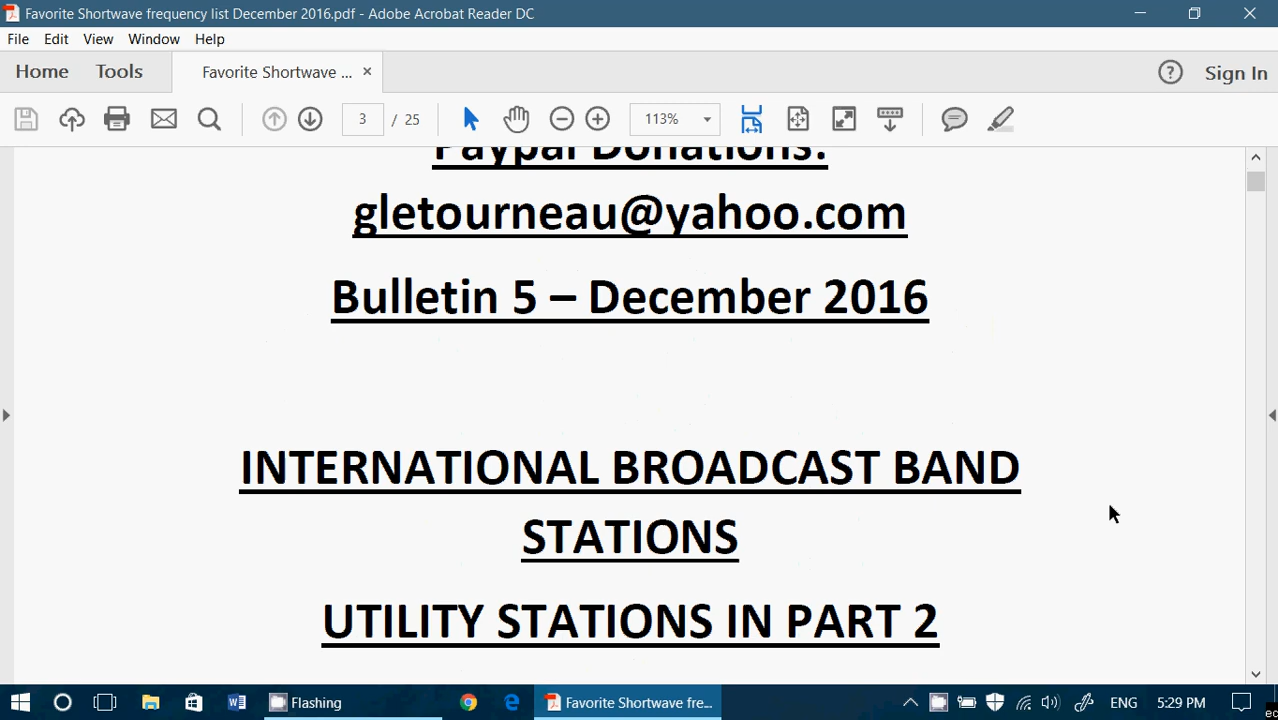 Favorite Shortwave frequency list December 2016.pdf - Adobe Acrobat Reader DC
File Edit View Window Help
Home Tools Favorite Shortwave ... × Sign In
3 / 25 113%
Paypal Donations:
gletourneau@yahoo.com
Bulletin 5 – December 2016
INTERNATIONAL BROADCAST BAND
STATIONS
UTILITY STATIONS IN PART 2
Flashing Favorite Shortwave fre... ENG 5:29 PM